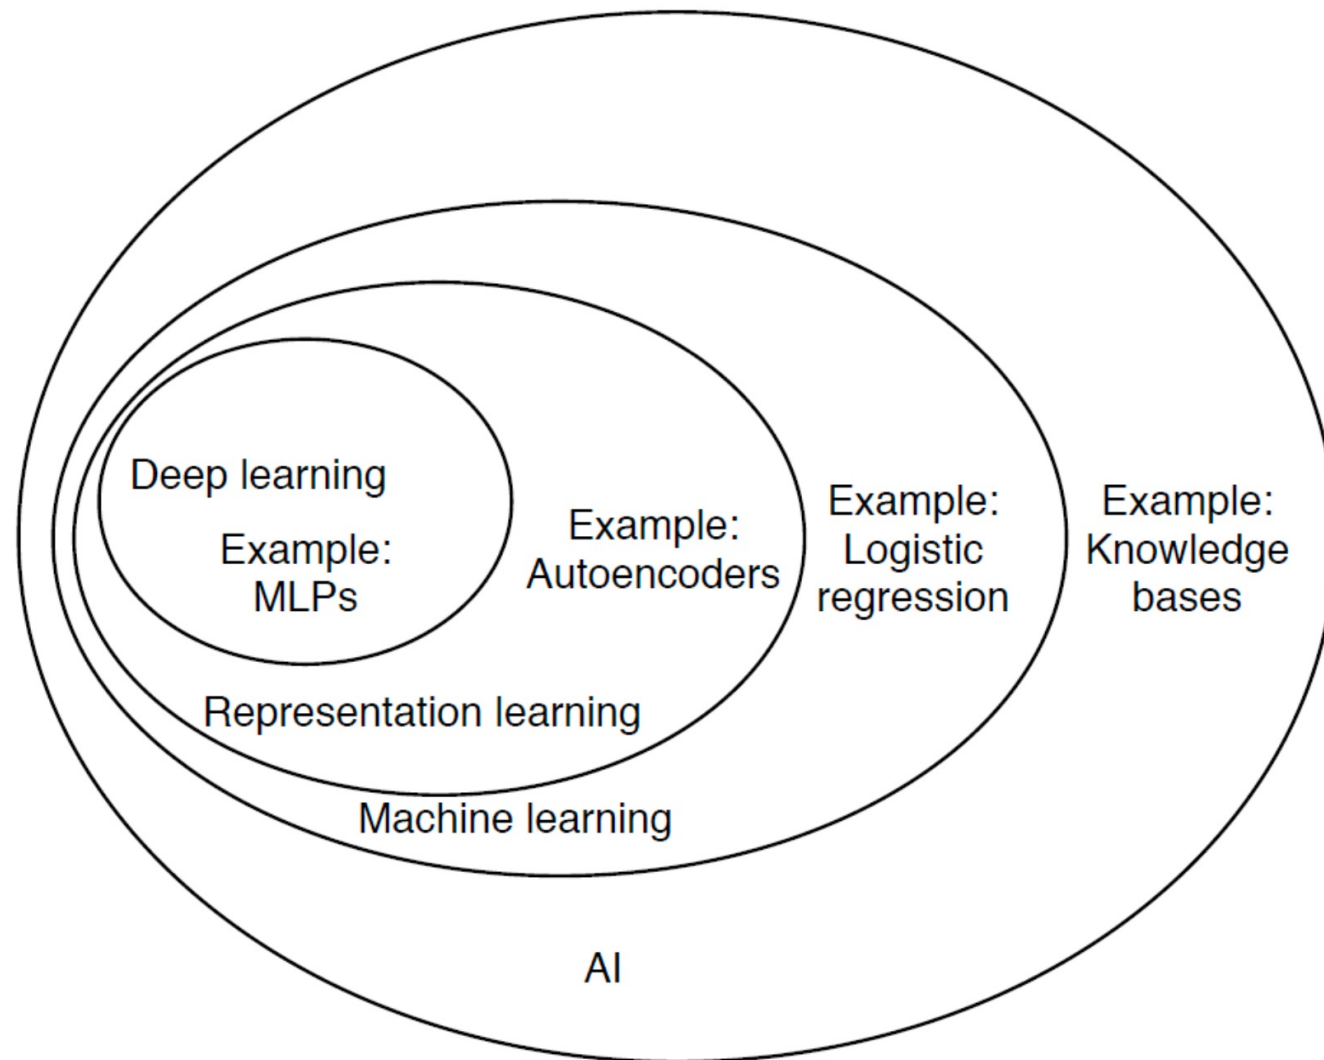 Deep learning
Example:
MLPs
Example:
Autoencoders
Example:
Logistic
regression
Example:
Knowledge
bases
Representation learning
Machine learning
AI